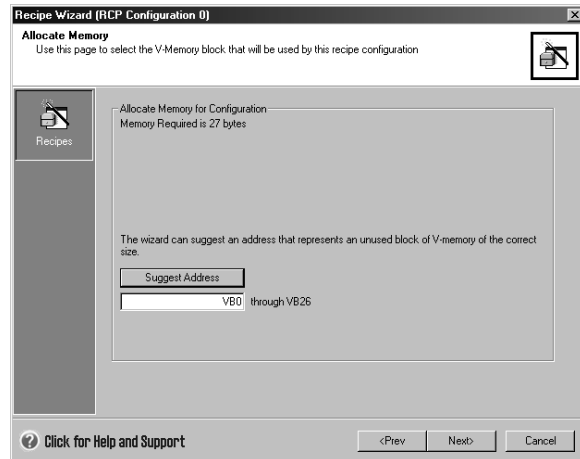 Recipe Wizard (RCP Configuration 0)
Allocate Memory
Use this page to select the V-Memory block that will be used by this recipe configuration
Recipes
Allocate Memory for Configuration
Memory Required is 27 bytes
The wizard can suggest an address that represents an unused block of V-memory of the correct
size.
Suggest Address
VB0 through VB26
Click for Help and Support
<Prev Next> Cancel